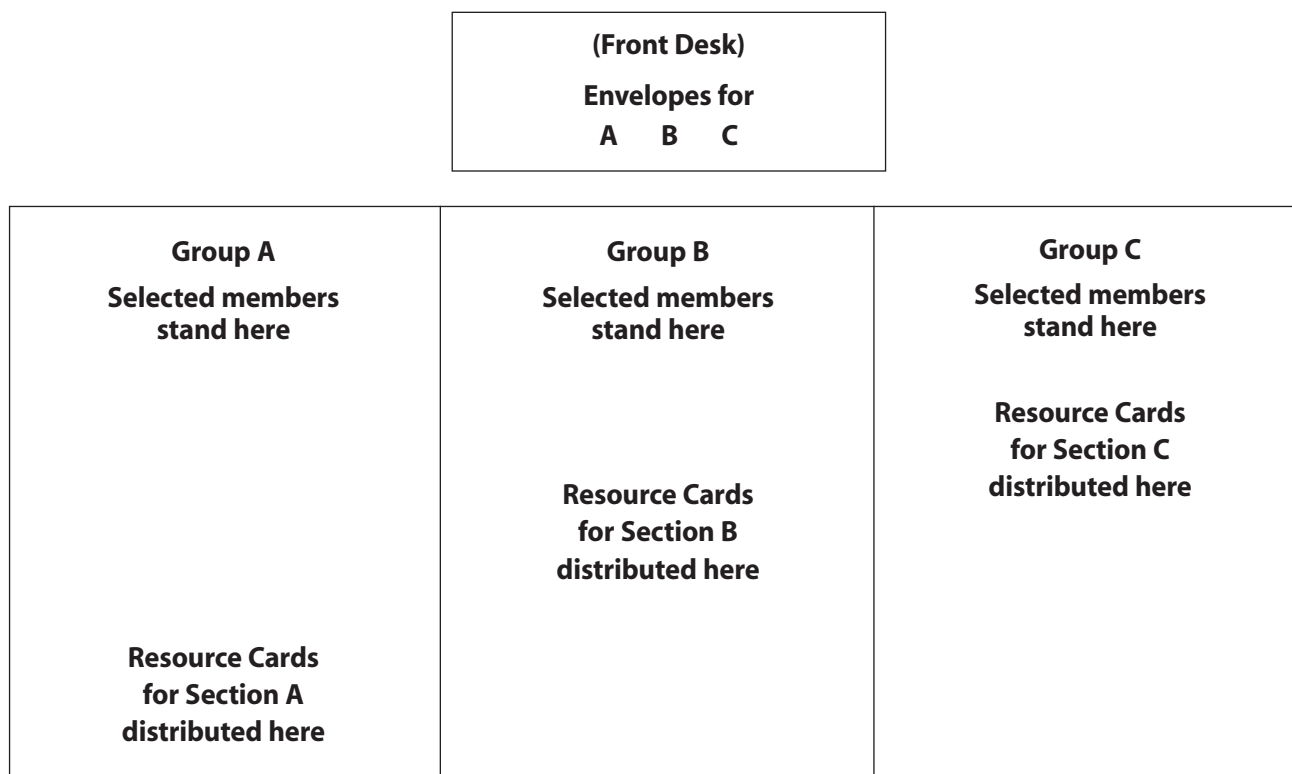 (Front Desk)
Envelopes for
A B C
Group A
Selected members
stand here
Resource Cards
for Section A
distributed here
Group B
Selected members
stand here
Resource Cards
for Section B
distributed here
Group C
Selected members
stand here
Resource Cards
for Section C
distributed here